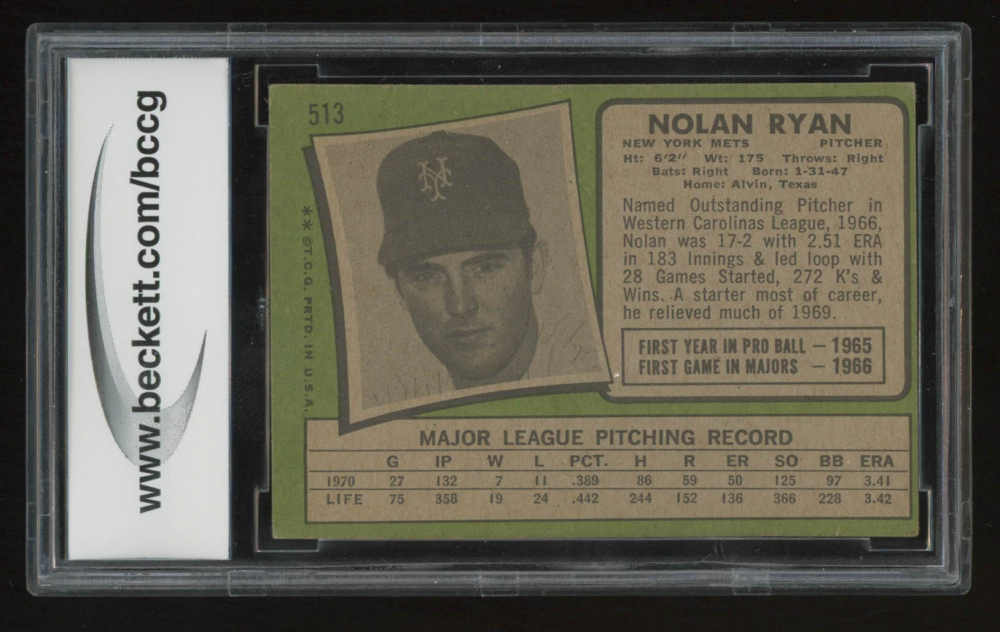 www.beckett.com/bccg
513
NY
** ©T.C.G. PRTD. IN U.S.A.
NOLAN RYAN
NEW YORK METS PITCHER
Ht: 6'2" Wt: 175 Throws: Right
Bats: Right Born: 1-31-47
Home: Alvin, Texas
Named Outstanding Pitcher in
Western Carolinas League, 1966,
Nolan was 17-2 with 2.51 ERA
in 183 Innings & led loop with
28 Games Started, 272 K's &
Wins. A starter most of career,
he relieved much of 1969.
FIRST YEAR IN PRO BALL — 1965
FIRST GAME IN MAJORS — 1966
MAJOR LEAGUE PITCHING RECORD
G IP W L PCT. H R ER SO BB ERA
1970 27 132 7 11 .389 86 59 50 125 97 3.41
LIFE 75 358 19 24 .442 244 152 136 366 228 3.42